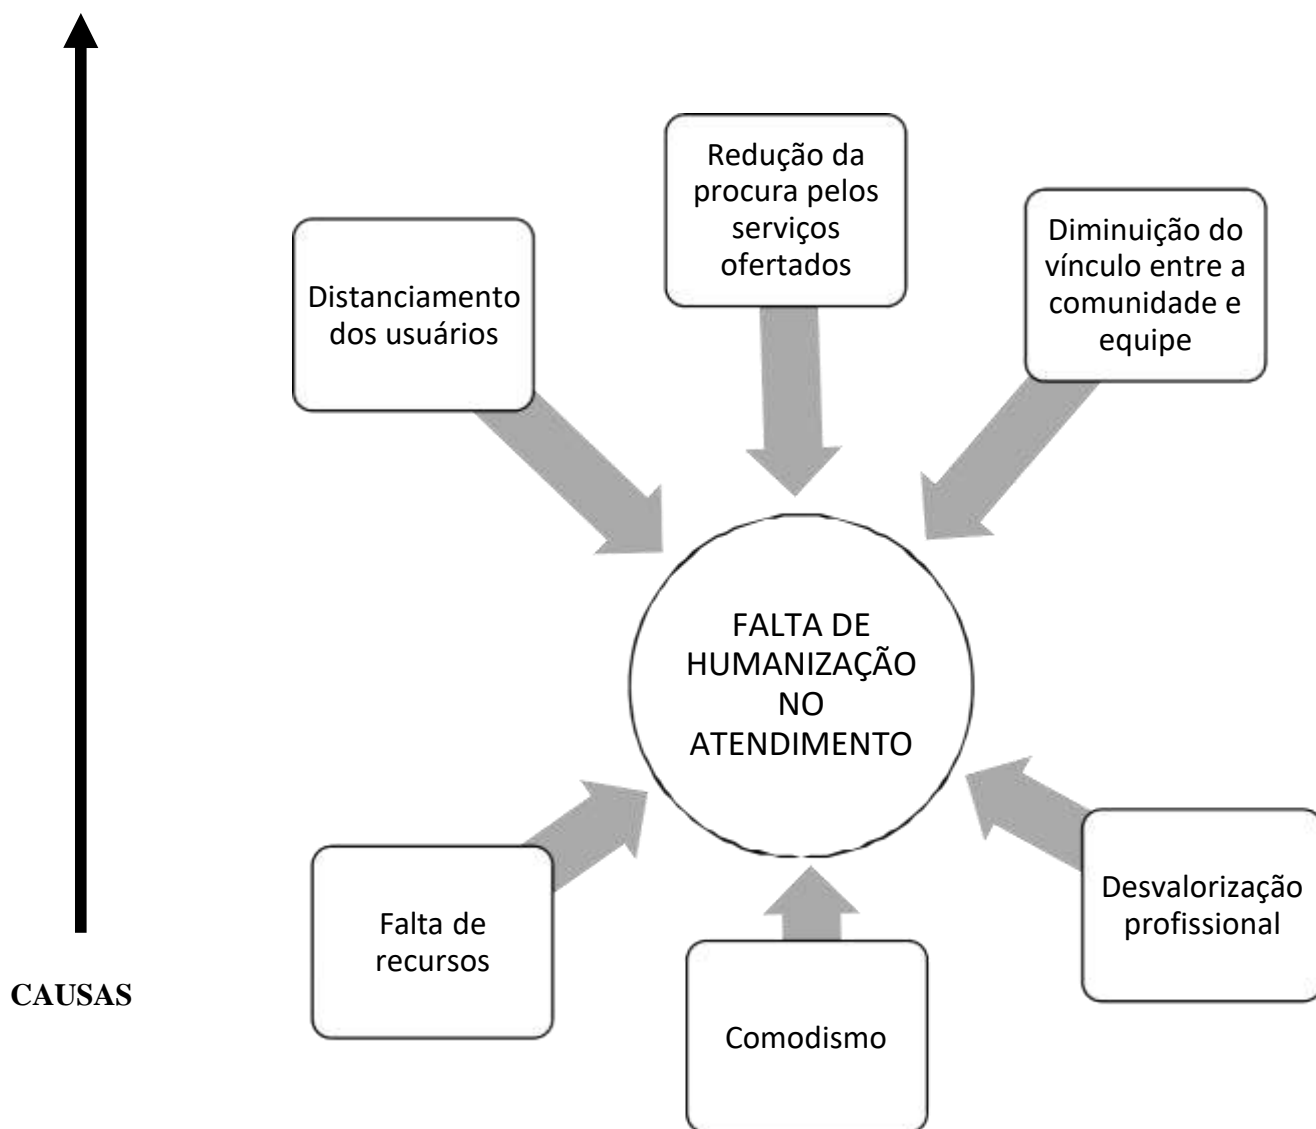 Redução da
procura pelos
serviços
ofertados
Diminuição do
vínculo entre a
comunidade e
equipe
Distanciamento
dos usuários
FALTA DE
HUMANIZAÇÃO
NO
ATENDIMENTO
Desvalorização
profissional
Falta de
recursos
CAUSAS
Comodismo